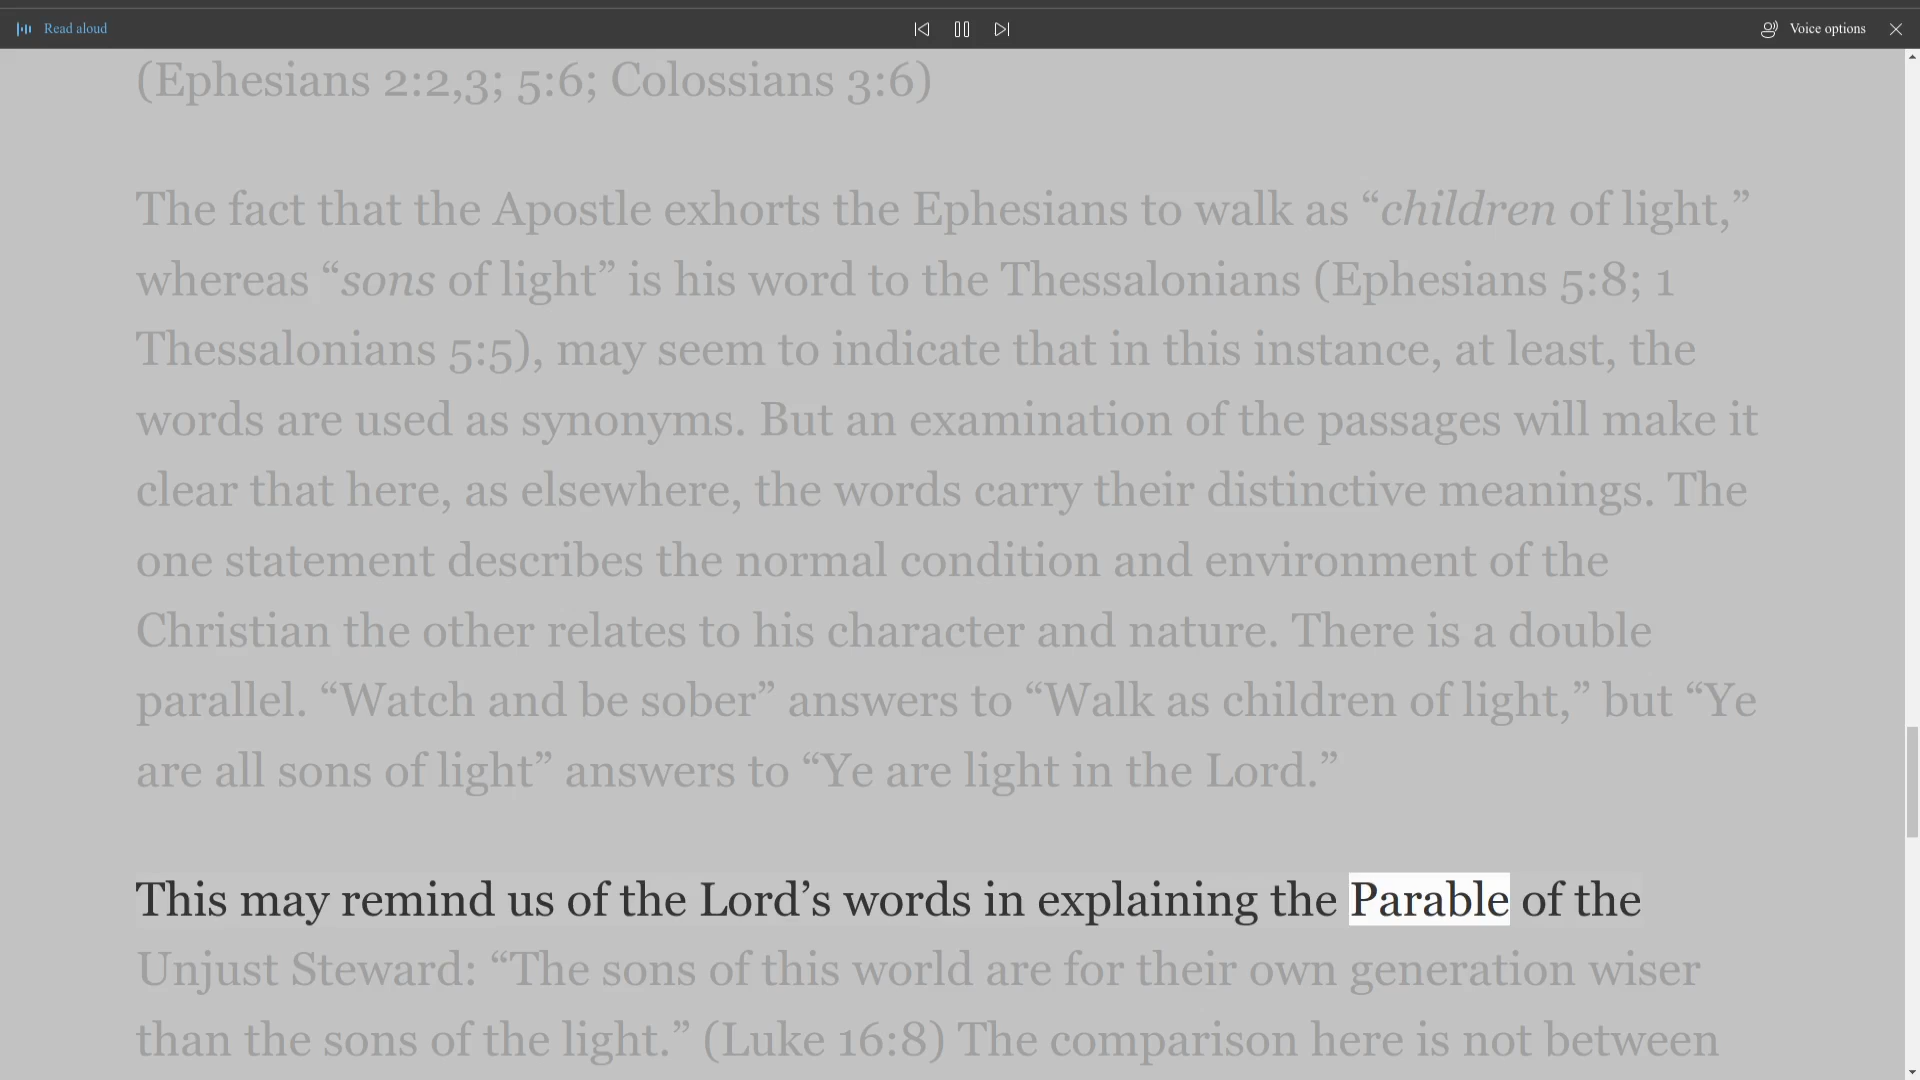 Read aloud
Voice options
(Ephesians 2:2,3; 5:6; Colossians 3:6)
The fact that the Apostle exhorts the Ephesians to walk as “children of light,”
whereas “sons of light” is his word to the Thessalonians (Ephesians 5:8; 1
Thessalonians 5:5), may seem to indicate that in this instance, at least, the
words are used as synonyms. But an examination of the passages will make it
clear that here, as elsewhere, the words carry their distinctive meanings. The
one statement describes the normal condition and environment of the
Christian the other relates to his character and nature. There is a double
parallel. “Watch and be sober” answers to “Walk as children of light,” but “Ye
are all sons of light” answers to “Ye are light in the Lord.”
This may remind us of the Lord’s words in explaining the Parable of the
Unjust Steward: “The sons of this world are for their own generation wiser
than the sons of the light.” (Luke 16:8) The comparison here is not between